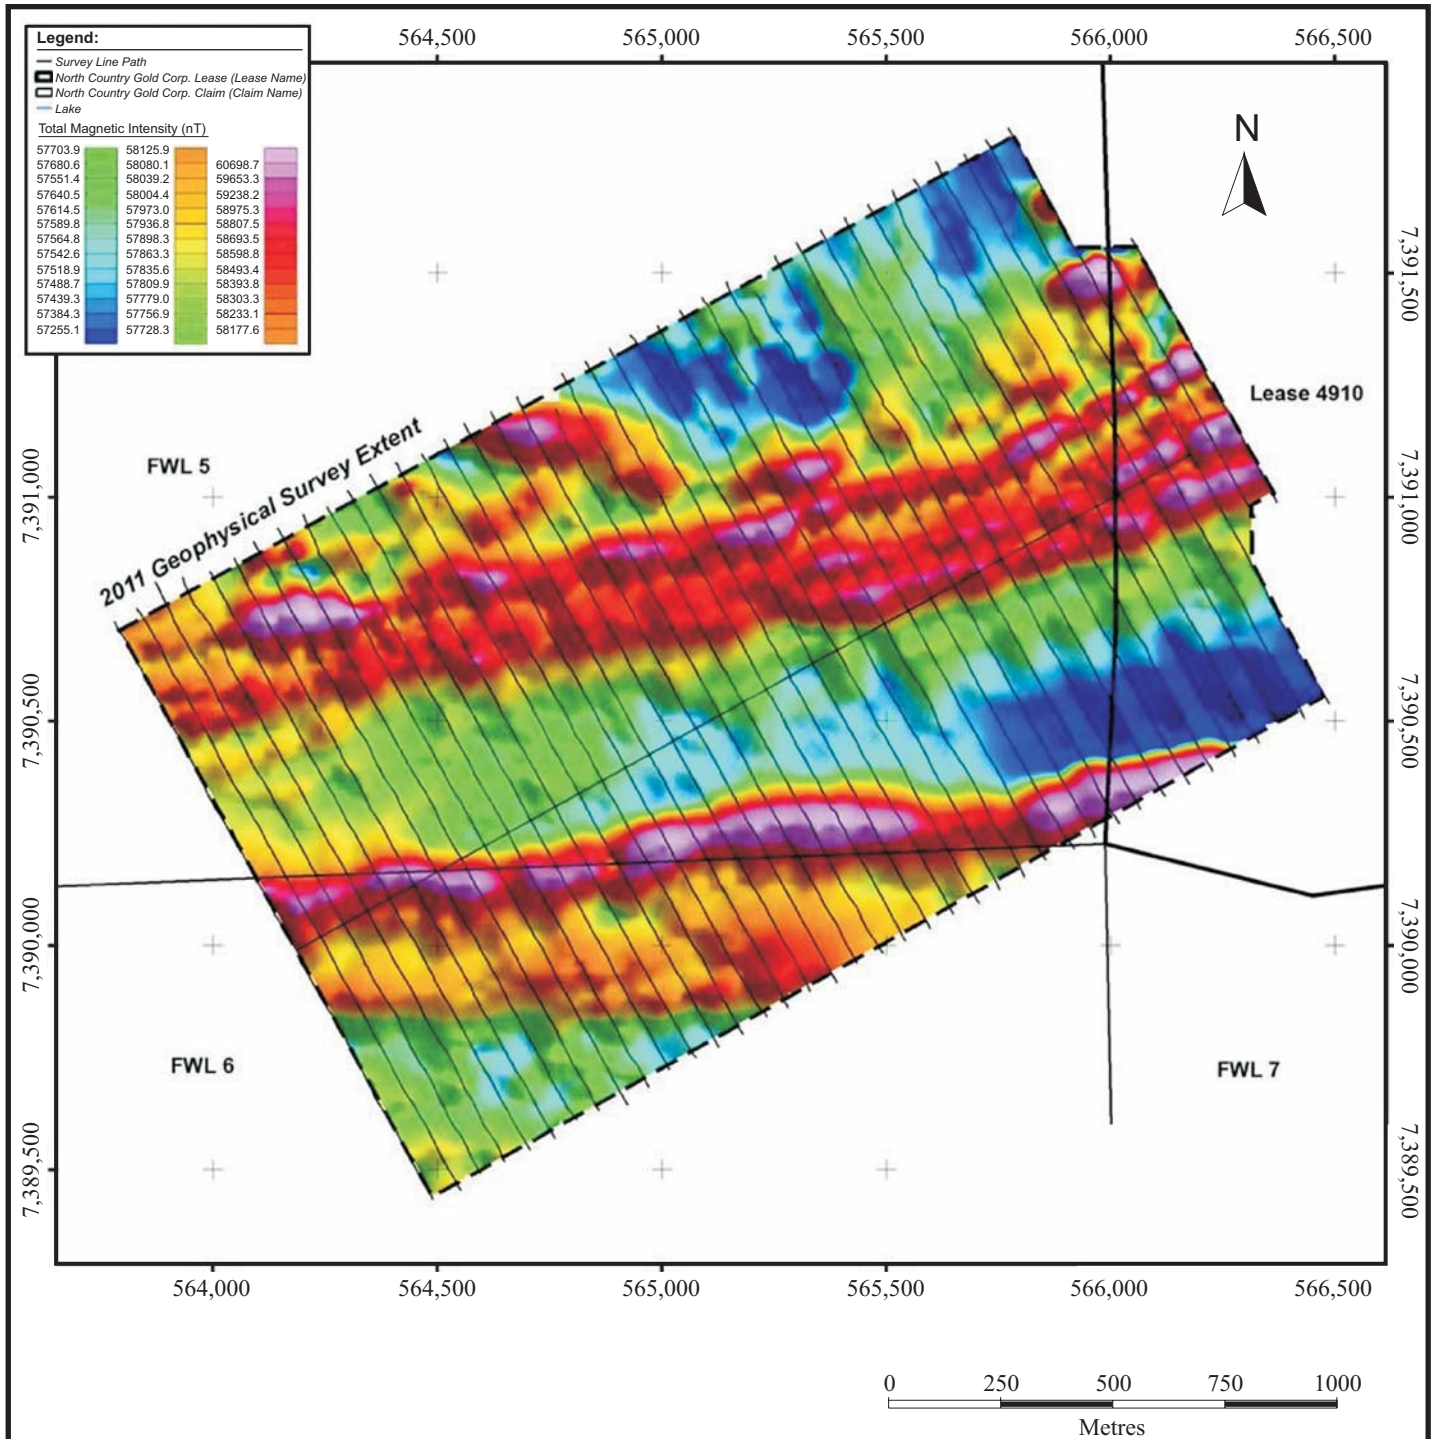 Legend:
Survey Line Path
North Country Gold Corp. Lease (Lease Name)
North Country Gold Corp. Claim (Claim Name)
Lake
Total Magnetic Intensity (nT)
57703.9 58125.9
57680.6 58080.1 60698.7
57551.4 58039.2 59653.3
57640.5 58004.4 59238.2
57614.5 57973.0 58975.3
57589.8 57936.8 58807.5
57564.8 57898.3 58693.5
57542.6 57863.3 58598.8
57518.9 57835.6 58493.4
57488.7 57809.9 58393.8
57439.3 57779.0 58303.3
57384.3 57756.9 58233.1
57255.1 57728.3 58177.6
564,500 565,000 565,500 566,000 566,500
N
7,391,500
Lease 4910
2011 Geophysical Survey Extent
FWL 5
7,391,000 7,391,000
7,390,500 7,390,500
7,390,000 7,390,000
FWL 6
FWL 7
7,389,500 7,389,500
564,000 564,500 565,000 565,500 566,000 566,500
0 250 500 750 1000
Metres